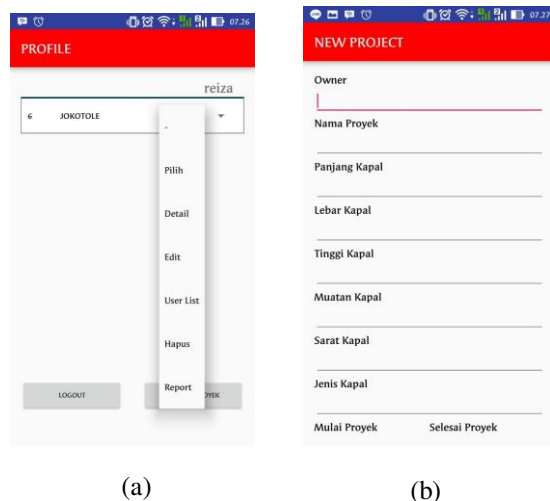 07.26
PROFILE
reiza
6 JOKOTOLE
-
Pilih
Detail
Edit
User List
Hapus
Report
LOGOUT
07.27
NEW PROJECT
Owner
Nama Proyek
Panjang Kapal
Lebar Kapal
Tinggi Kapal
Muatan Kapal
Sarat Kapal
Jenis Kapal
Mulai Proyek Selesai Proyek
(a) (b)